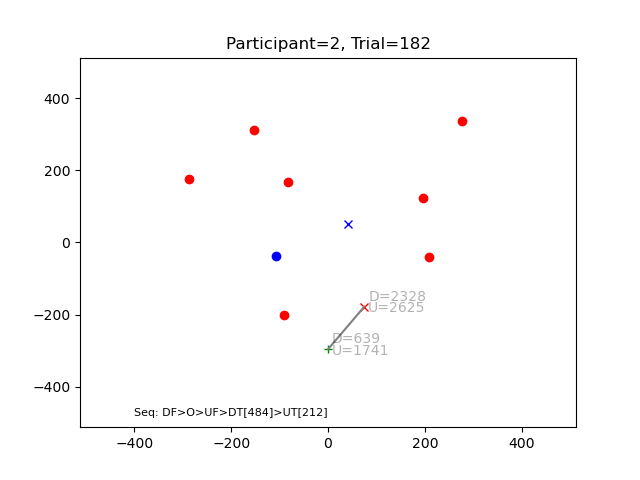 Participant=2, Trial=182
400
200
0
−200
−400
D=2328
U=2625
D=639
U=1741
Seq: DF>O>UF>DT[484]>UT[212]
−400 −200 0 200 400